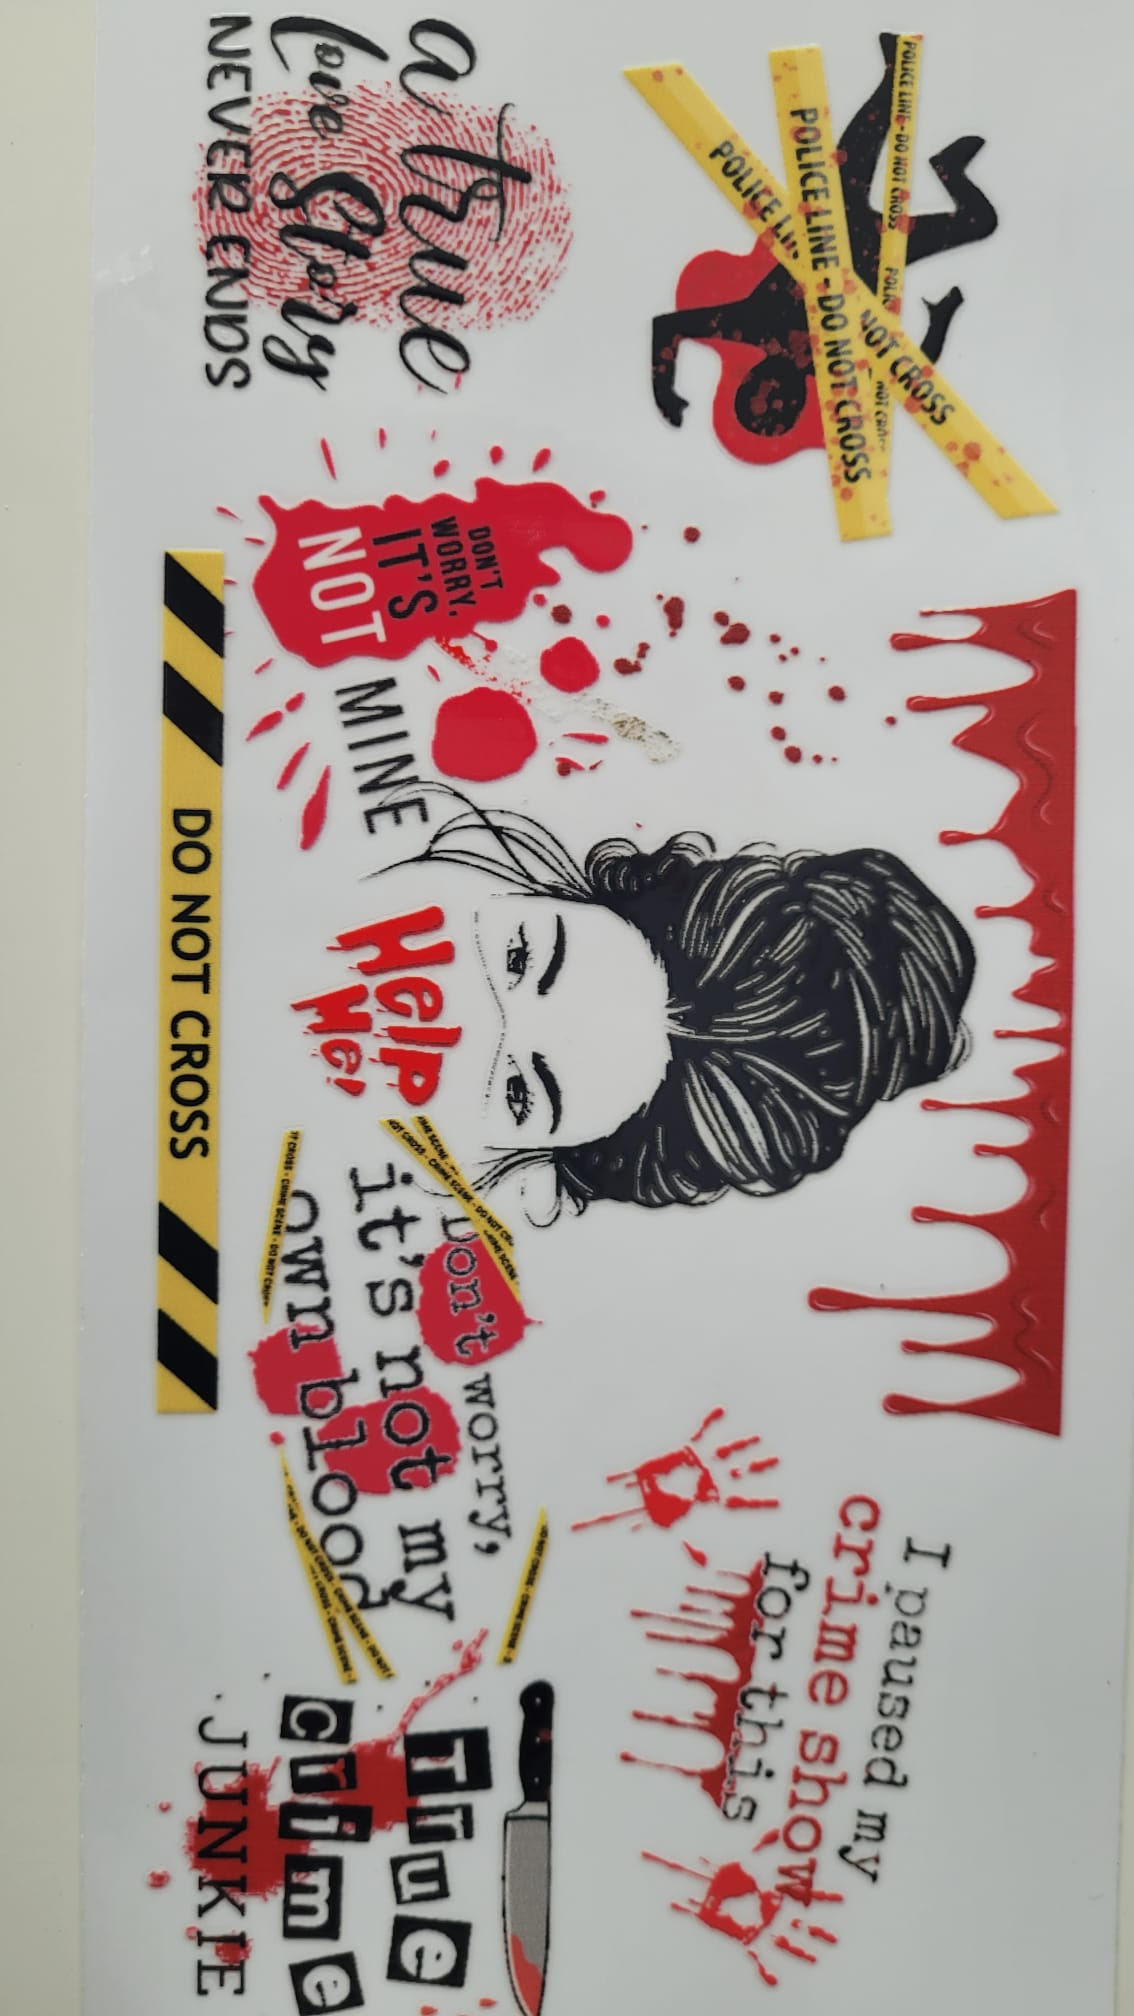 POLICE LINE - DO NOT CROSS
POLICE LINE - DO NOT CROSS
POLICE LI
NOT CROSS
a true
love story
NEVER ENDS
DON'T
WORRY,
IT'S
NOT MINE
Help
Me!
DO NOT CROSS
I paused my
crime show
for this
Don't worry,
it's not my
own blood
True
crime
JUNKIE